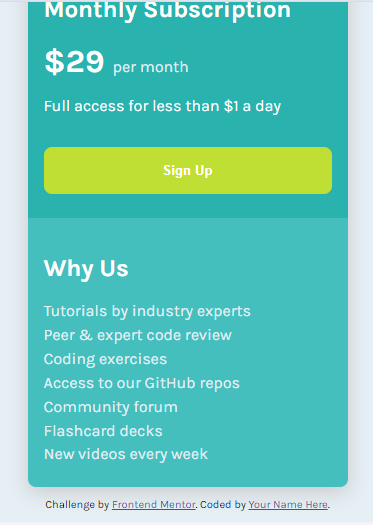 Monthly Subscription
$29 per month
Full access for less than $1 a day
Sign Up
Why Us
Tutorials by industry experts
Peer & expert code review
Coding exercises
Access to our GitHub repos
Community forum
Flashcard decks
New videos every week
Challenge by Frontend Mentor. Coded by Your Name Here.